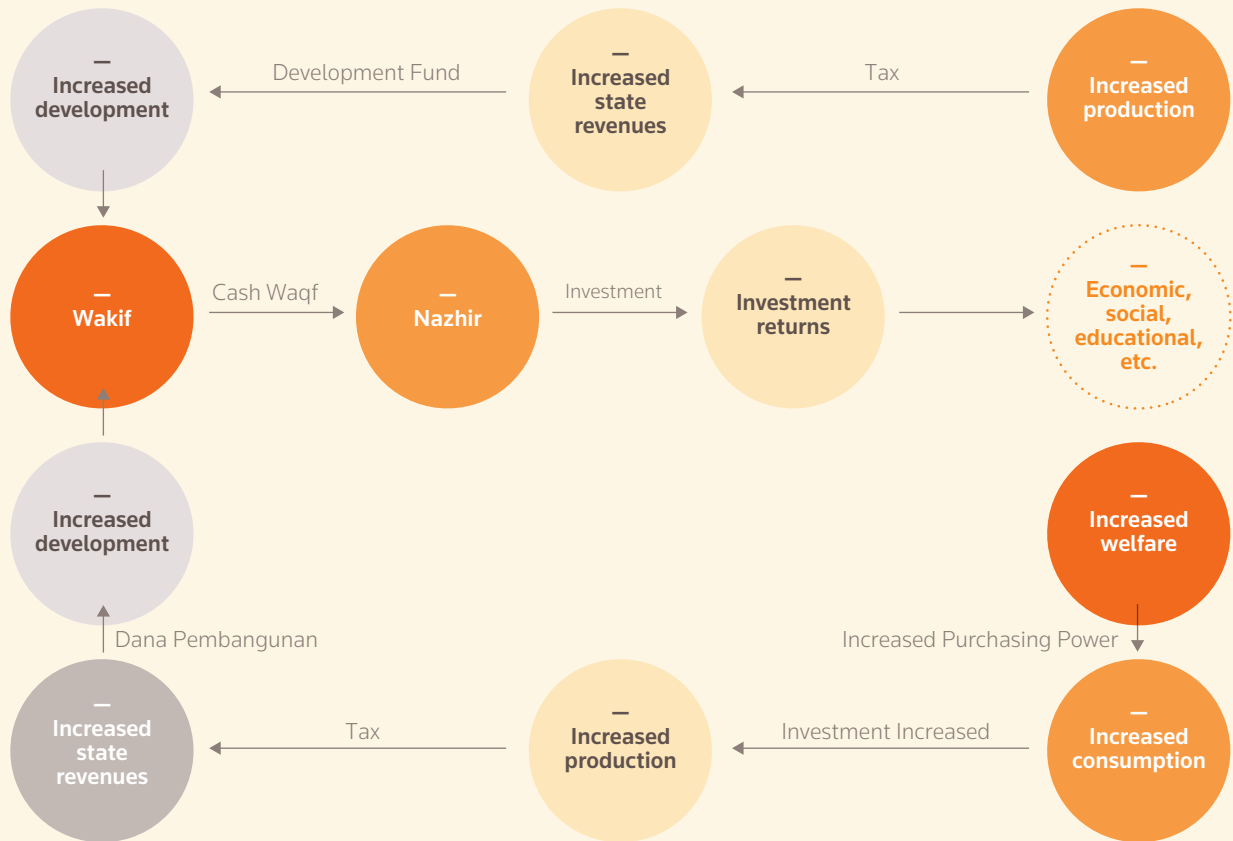 Increased
development
Development Fund
Increased
state
revenues
Tax
Increased
production
Wakif
Cash Waqf
Nazhir
Investment
Investment
returns
Economic,
social,
educational,
etc.
Increased
development
Increased
welfare
Dana Pembangunan
Increased Purchasing Power
Increased
state
revenues
Tax
Increased
production
Investment Increased
Increased
consumption